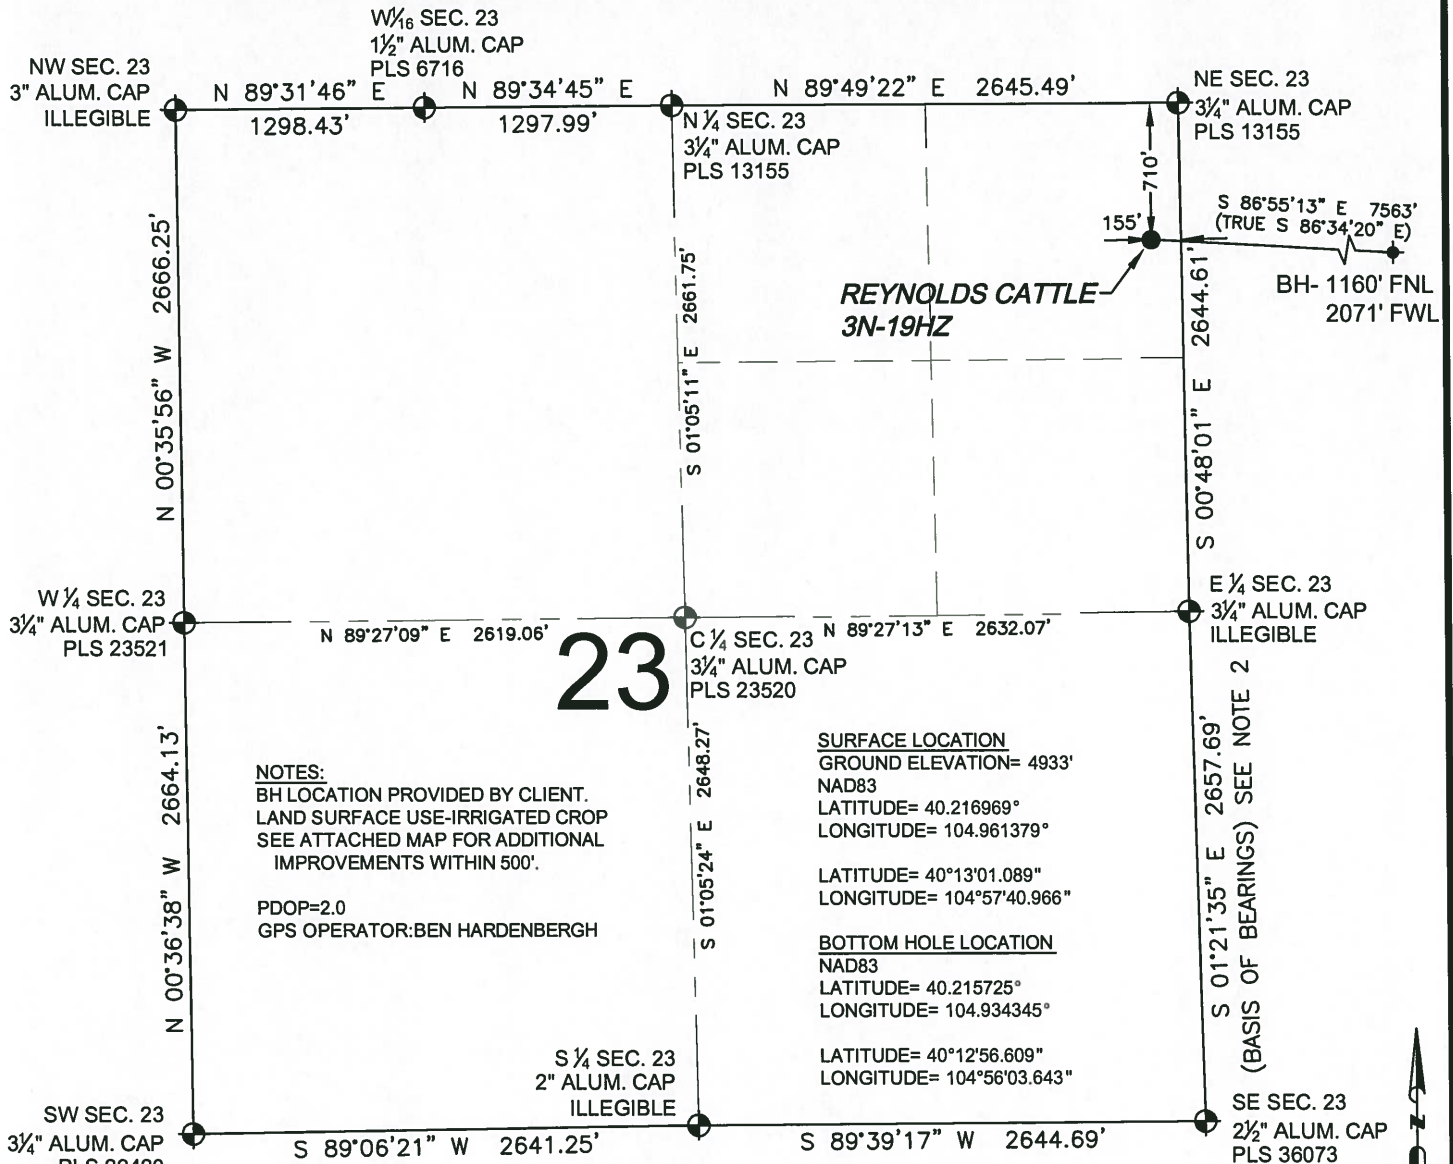 W 1/16 SEC. 23
1½" ALUM. CAP
PLS 6716
NW SEC. 23
3" ALUM. CAP
ILLEGIBLE
N 89°31'46" E
1298.43'
N 89°34'45" E
1297.99'
N 89°49'22" E 2645.49'
NE SEC. 23
3¼" ALUM. CAP
PLS 13155
N ¼ SEC. 23
3¼" ALUM. CAP
PLS 13155
710'
155'
S 86°55'13" E 7563'
(TRUE S 86°34'20" E)
BH- 1160' FNL
2071' FWL
REYNOLDS CATTLE
3N-19HZ
N 00°35'56" W 2666.25'
S 01°05'11" E 2661.75'
S 00°48'01" E 2644.61'
W ¼ SEC. 23
3¼" ALUM. CAP
PLS 23521
N 89°27'09" E 2619.06'
23
C ¼ SEC. 23
3¼" ALUM. CAP
PLS 23520
N 89°27'13" E 2632.07'
E ¼ SEC. 23
3¼" ALUM. CAP
ILLEGIBLE
N 00°36'38" W 2664.13'
NOTES:
BH LOCATION PROVIDED BY CLIENT.
LAND SURFACE USE-IRRIGATED CROP
SEE ATTACHED MAP FOR ADDITIONAL
IMPROVEMENTS WITHIN 500'.
PDOP=2.0
GPS OPERATOR:BEN HARDENBERGH
S 01°05'24" E 2648.27'
SURFACE LOCATION
GROUND ELEVATION= 4933'
NAD83
LATITUDE= 40.216969°
LONGITUDE= 104.961379°
LATITUDE= 40°13'01.089"
LONGITUDE= 104°57'40.966"
BOTTOM HOLE LOCATION
NAD83
LATITUDE= 40.215725°
LONGITUDE= 104.934345°
LATITUDE= 40°12'56.609"
LONGITUDE= 104°56'03.643"
S 01°21'35" E 2657.69'
(BASIS OF BEARINGS) SEE NOTE 2
SW SEC. 23
3¼" ALUM. CAP
S 89°06'21" W 2641.25'
S ¼ SEC. 23
2" ALUM. CAP
ILLEGIBLE
S 89°39'17" W 2644.69'
SE SEC. 23
2½" ALUM. CAP
PLS 36073
N